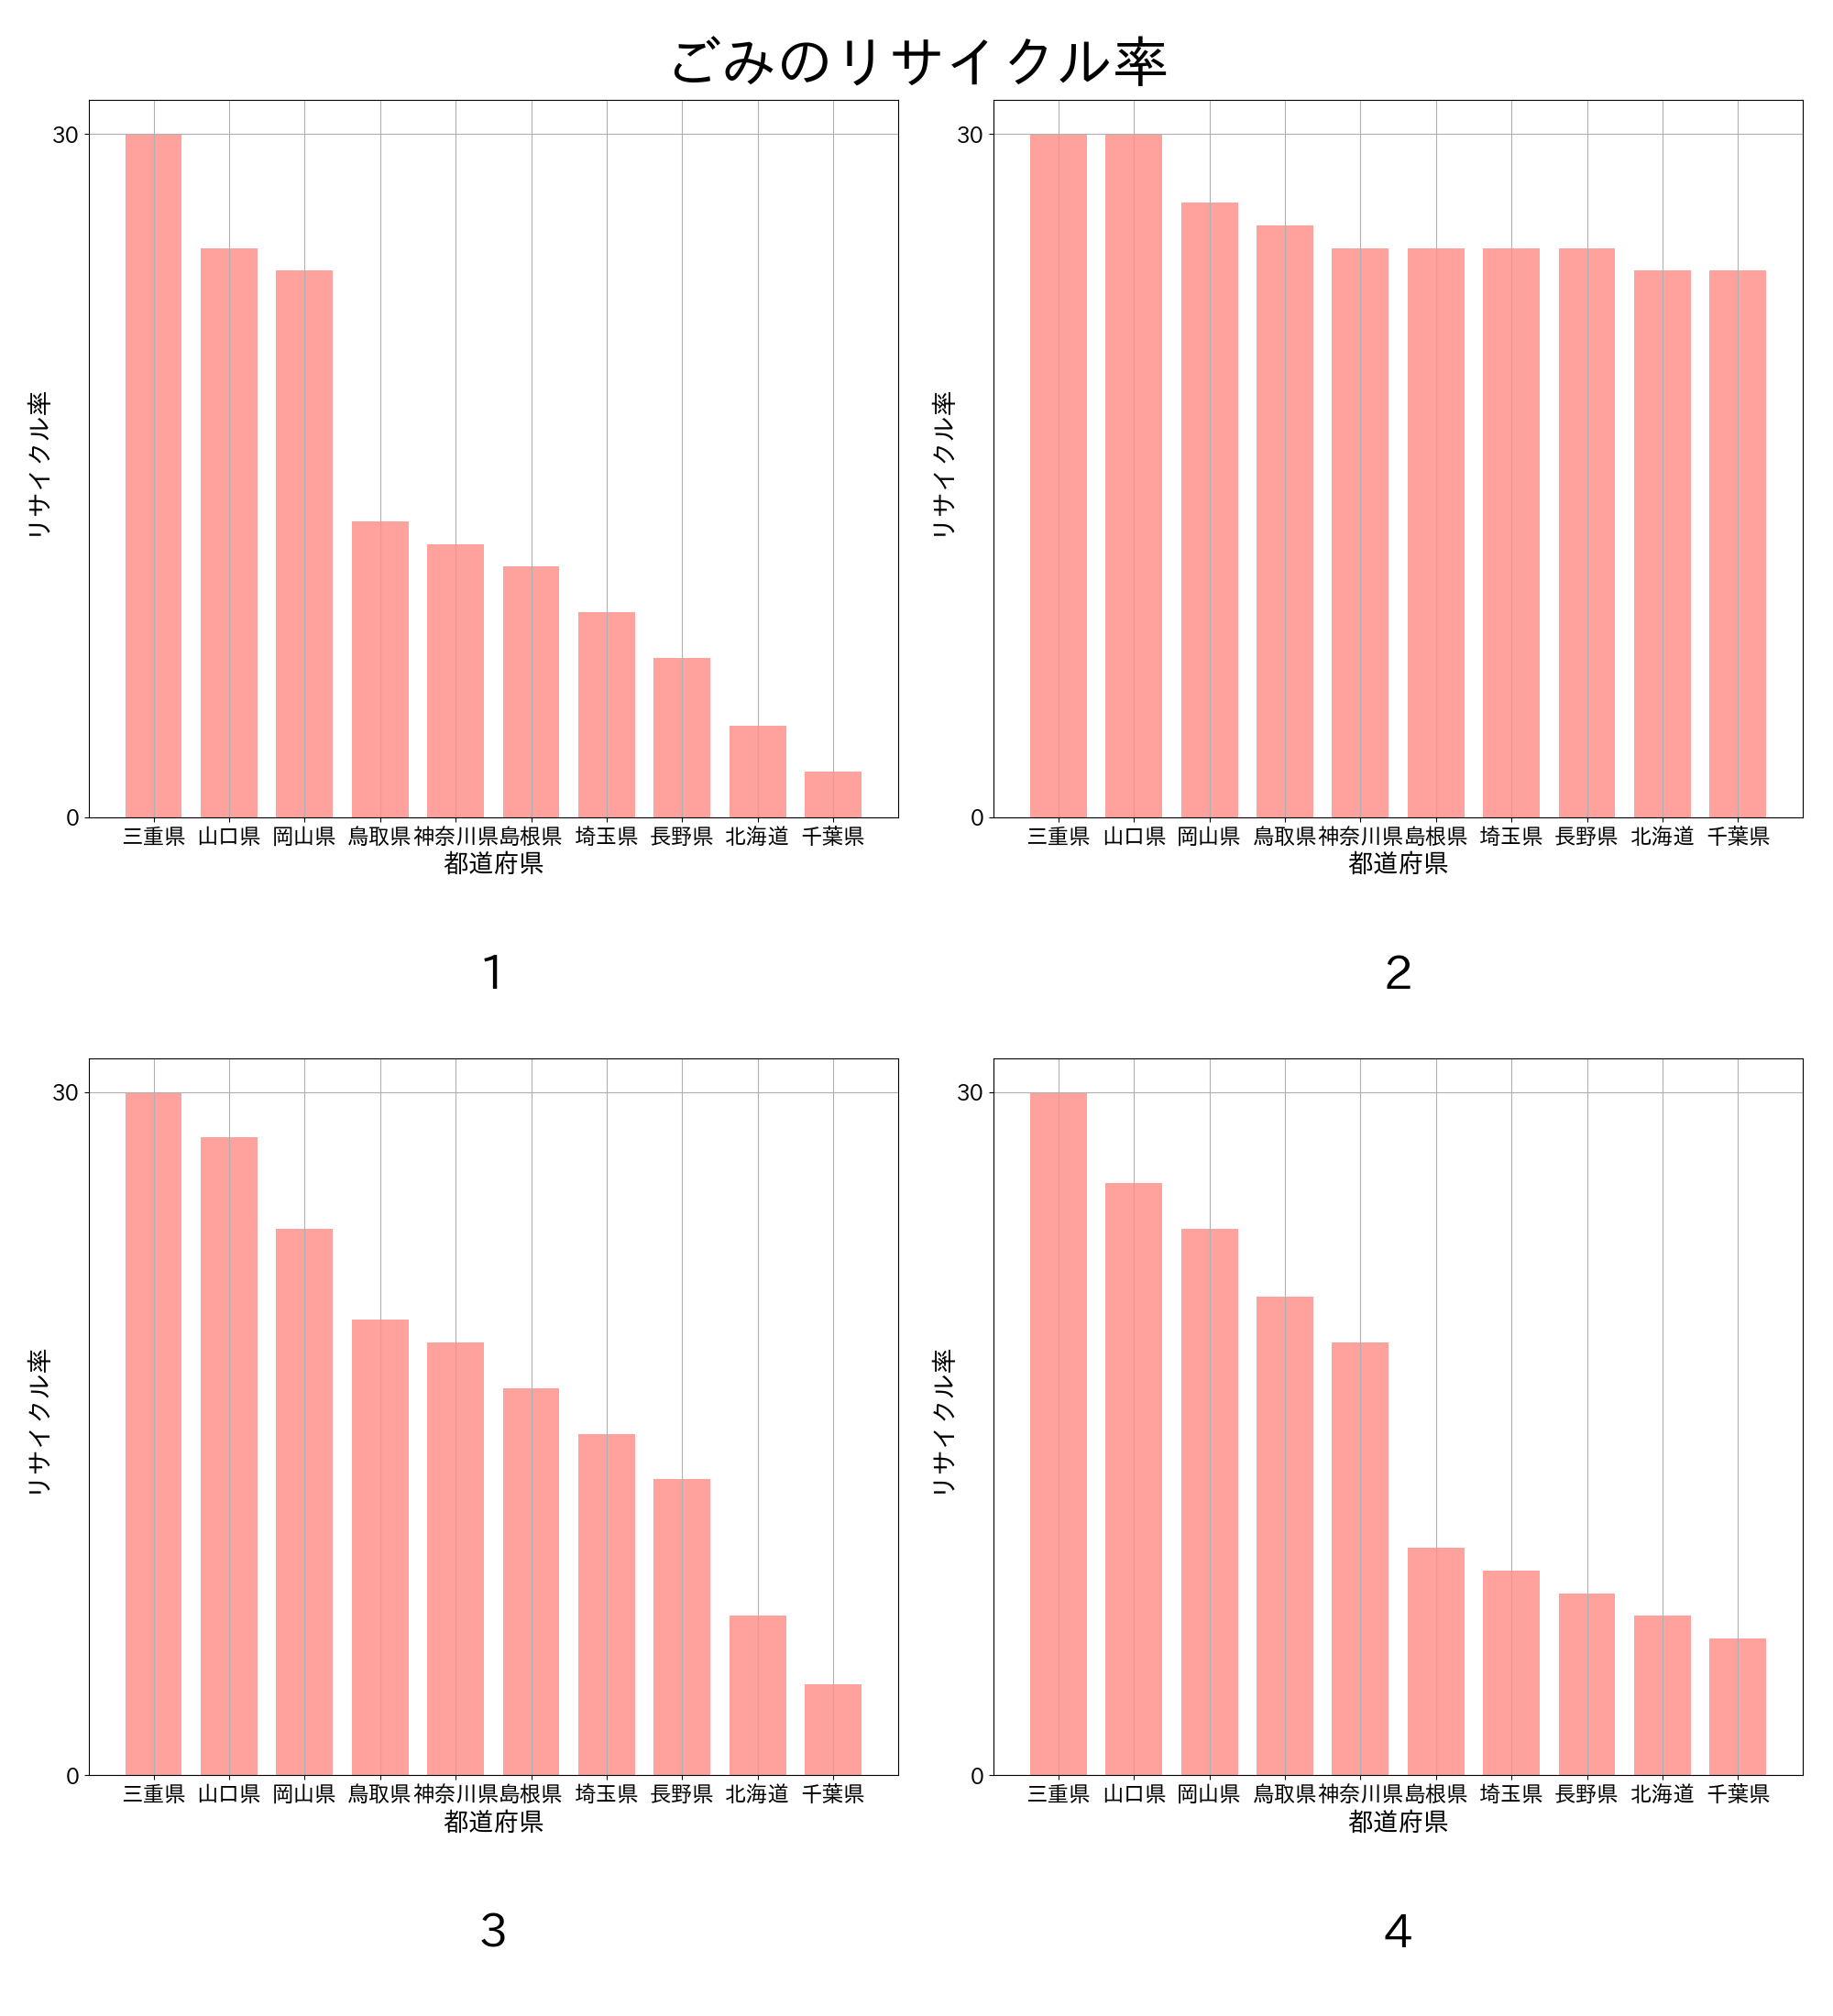 ごみのリサイクル率
30
0
リサイクル率
三重県 山口県 岡山県 鳥取県 神奈川県 島根県 埼玉県 長野県 北海道 千葉県
都道府県
1
30
0
リサイクル率
三重県 山口県 岡山県 鳥取県 神奈川県 島根県 埼玉県 長野県 北海道 千葉県
都道府県
2
30
0
リサイクル率
三重県 山口県 岡山県 鳥取県 神奈川県 島根県 埼玉県 長野県 北海道 千葉県
都道府県
3
30
0
リサイクル率
三重県 山口県 岡山県 鳥取県 神奈川県 島根県 埼玉県 長野県 北海道 千葉県
都道府県
4